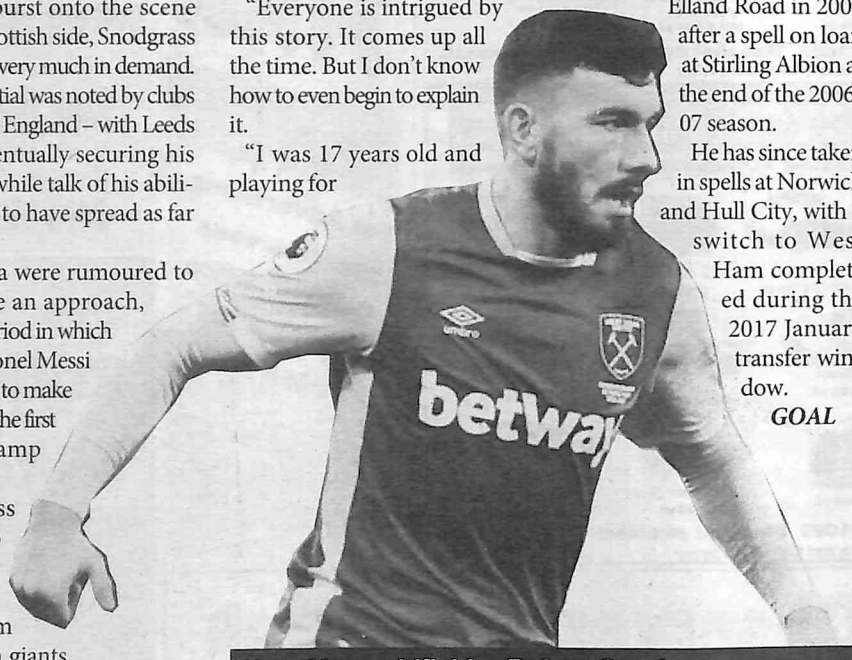 burst onto the scene
ottish side, Snodgrass
very much in demand.
tial was noted by clubs
England – with Leeds
entually securing his
while talk of his abili-
to have spread as far
a were rumoured to
e an approach,
riod in which
onel Messi
to make
he first
amp
ss
m
giants
"Everyone is intrigued by
this story. It comes up all
the time. But I don't know
how to even begin to explain
it.
"I was 17 years old and
playing for
umbro
betway
Elland Road in 200
after a spell on loa
at Stirling Albion a
the end of the 2006
07 season.
He has since take
in spells at Norwic
and Hull City, with
switch to Wes
Ham complet
ed during th
2017 Januar
transfer win
dow.
GOAL